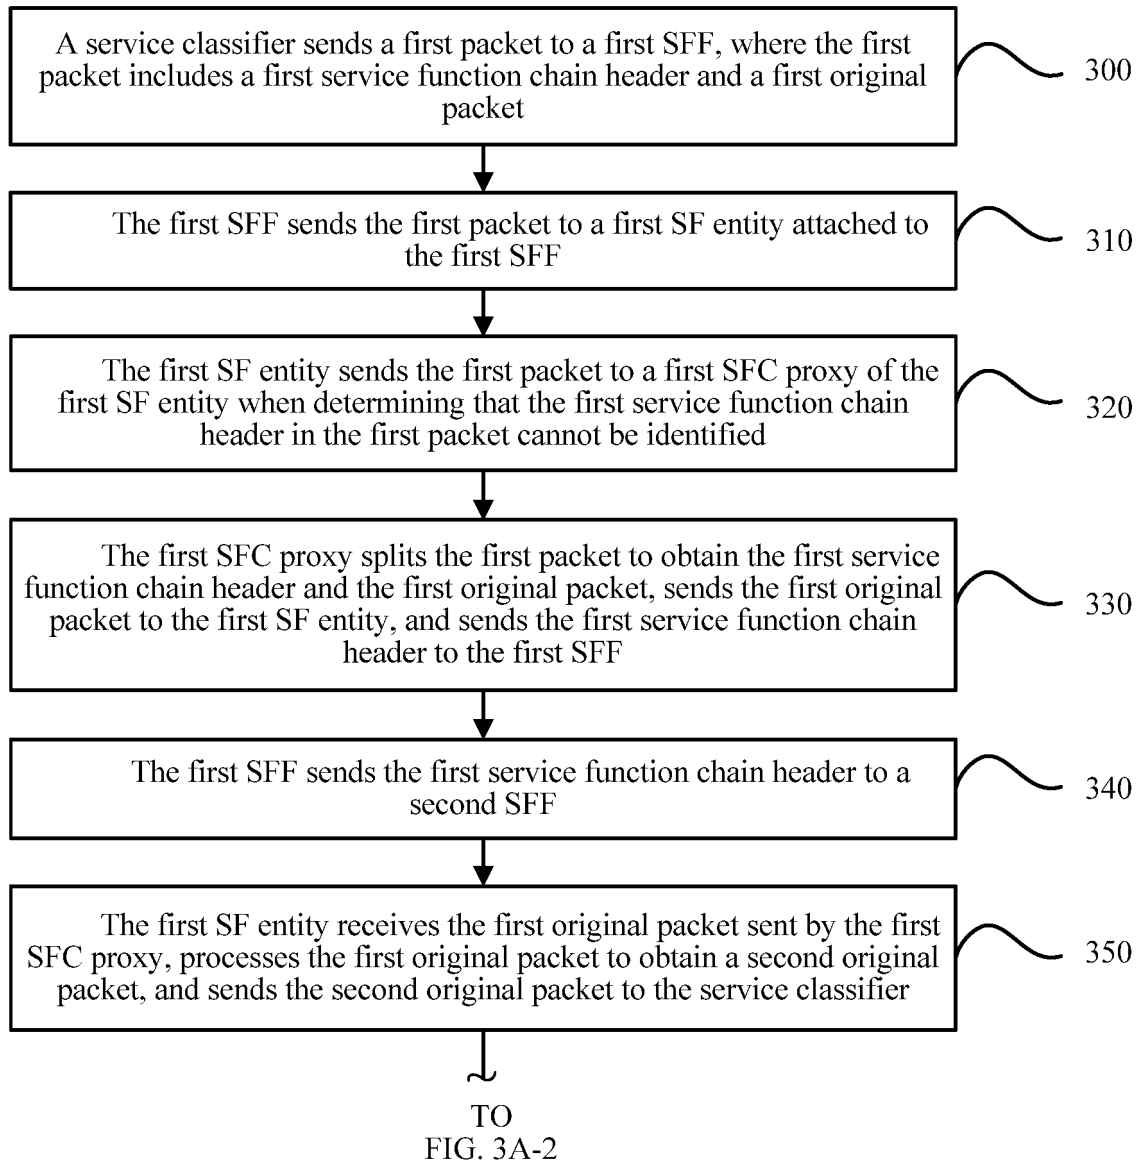 A service classifier sends a first packet to a first SFF, where the first
packet includes a first service function chain header and a first original
packet
300
The first SFF sends the first packet to a first SF entity attached to
the first SFF
310
The first SF entity sends the first packet to a first SFC proxy of the
first SF entity when determining that the first service function chain
header in the first packet cannot be identified
320
The first SFC proxy splits the first packet to obtain the first service
function chain header and the first original packet, sends the first original
packet to the first SF entity, and sends the first service function chain
header to the first SFF
330
The first SFF sends the first service function chain header to a
second SFF
340
The first SF entity receives the first original packet sent by the first
SFC proxy, processes the first original packet to obtain a second original
packet, and sends the second original packet to the service classifier
350
TO
FIG. 3A-2